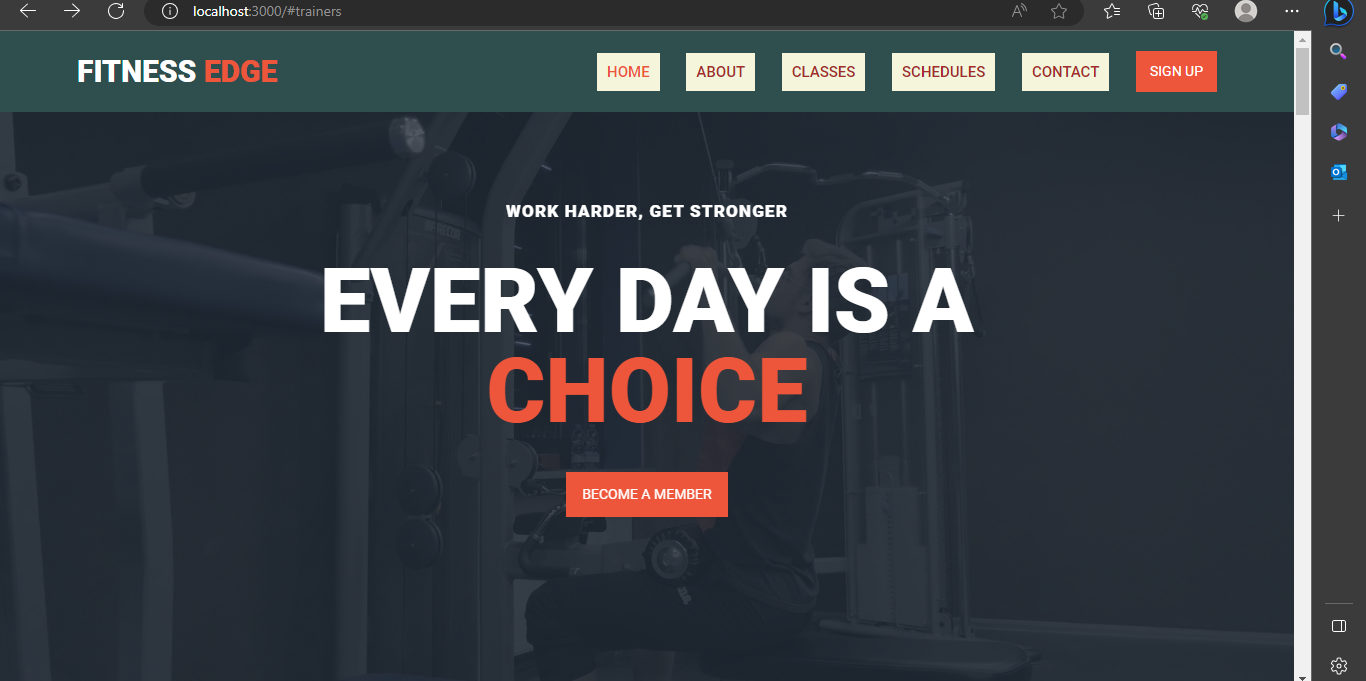 localhost:3000/#trainers
FITNESS EDGE
HOME
ABOUT
CLASSES
SCHEDULES
CONTACT
SIGN UP
WORK HARDER, GET STRONGER
EVERY DAY IS A
CHOICE
BECOME A MEMBER